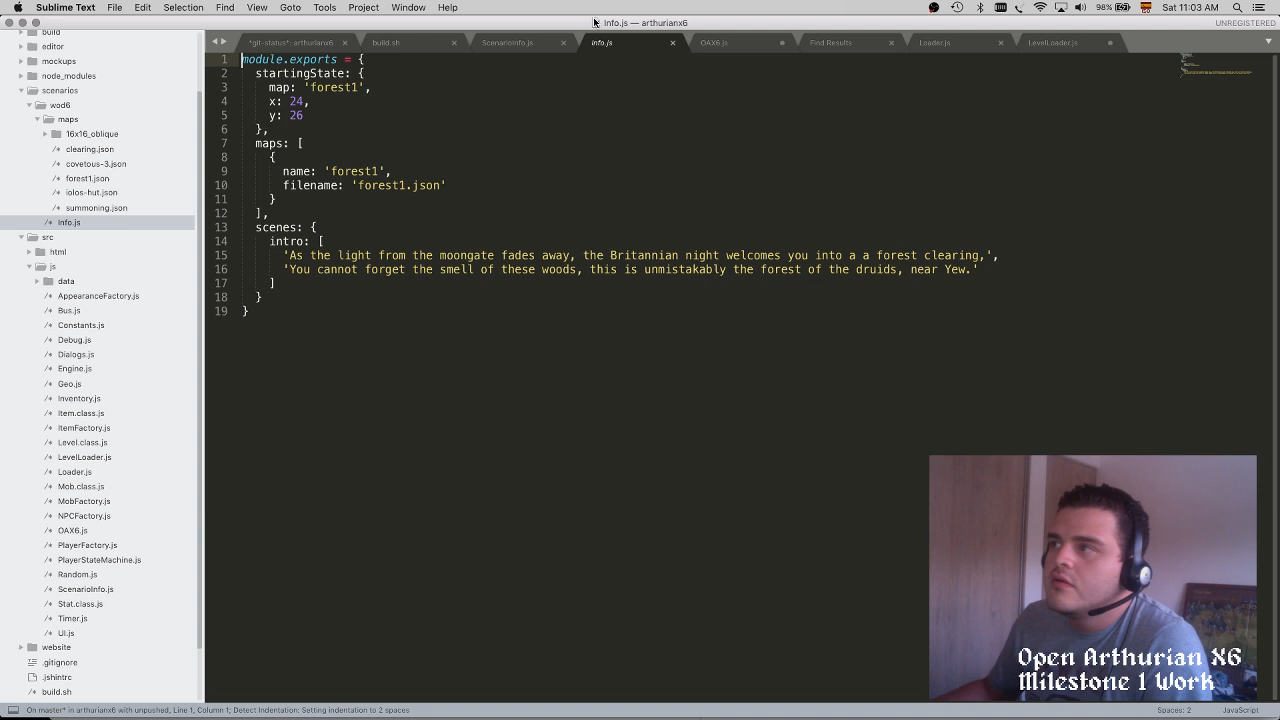 Sublime Text File Edit Selection Find View Goto Tools Project Window Help 98% Sat 11:03 AM
Info.js — arthurianx6 UNREGISTERED
*git-status*: arthurianx6 × build.sh × ScenarioInfo.js × Info.js × OAX6.js Find Results × Loader.js × LevelLoader.js
build
editor
mockups
node_modules
scenarios
wod6
maps
16x16_oblique
/* clearing.json
/* covetous-3.json
/* forest1.json
/* iolos-hut.json
/* summoning.json
/* Info.js
src
html
js
data
/* AppearanceFactory.js
/* Bus.js
/* Constants.js
/* Debug.js
/* Dialogs.js
/* Engine.js
/* Geo.js
/* Inventory.js
/* Item.class.js
/* ItemFactory.js
/* Level.class.js
/* LevelLoader.js
/* Loader.js
/* Mob.class.js
/* MobFactory.js
/* NPCFactory.js
/* OAX6.js
/* PlayerFactory.js
/* PlayerStateMachine.js
/* Random.js
/* ScenarioInfo.js
/* Stat.class.js
/* Timer.js
/* UI.js
website
.gitignore
/* .jshintrc
/* build.sh
1 module.exports = {
2 startingState: {
3 map: 'forest1',
4 x: 24,
5 y: 26
6 },
7 maps: [
8 {
9 name: 'forest1',
10 filename: 'forest1.json'
11 }
12 ],
13 scenes: {
14 intro: [
15 'As the light from the moongate fades away, the Britannian night welcomes you into a a forest clearing,',
16 'You cannot forget the smell of these woods, this is unmistakably the forest of the druids, near Yew.'
17 ]
18 }
19 }
Open Arthurian X6
Milestone 1 Work
On master* in arthurianx6 with unpushed, Line 1, Column 1; Detect Indentation: Setting indentation to 2 spaces Spaces: 2 JavaScript